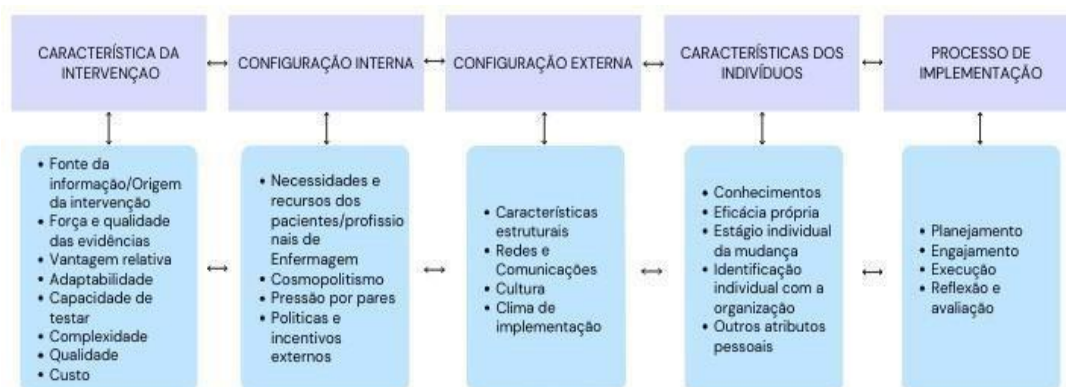 CARACTERÍSTICA DA
INTERVENÇAO
CONFIGURAÇÃO INTERNA
CONFIGURAÇÃO EXTERNA
CARACTERÍSTICAS DOS
INDIVÍDUOS
PROCESSO DE
IMPLEMENTAÇÃO
• Fonte da
informação/Origem
da intervenção
• Força e qualidade
das evidências
• Vantagem relativa
• Adaptabilidade
• Capacidade de
testar
• Complexidade
• Qualidade
• Custo
• Necessidades e
recursos dos
pacientes/profissio
nais de
Enfermagem
• Cosmopolitismo
• Pressão por pares
• Politicas e
incentivos
externos
• Características
estruturais
• Redes e
Comunicações
• Cultura
• Clima de
implementação
• Conhecimentos
• Eficácia própria
• Estágio individual
da mudança
• Identificação
individual com a
organização
• Outros atributos
pessoais
• Planejamento
• Engajamento
• Execução
• Reflexão e
avaliação